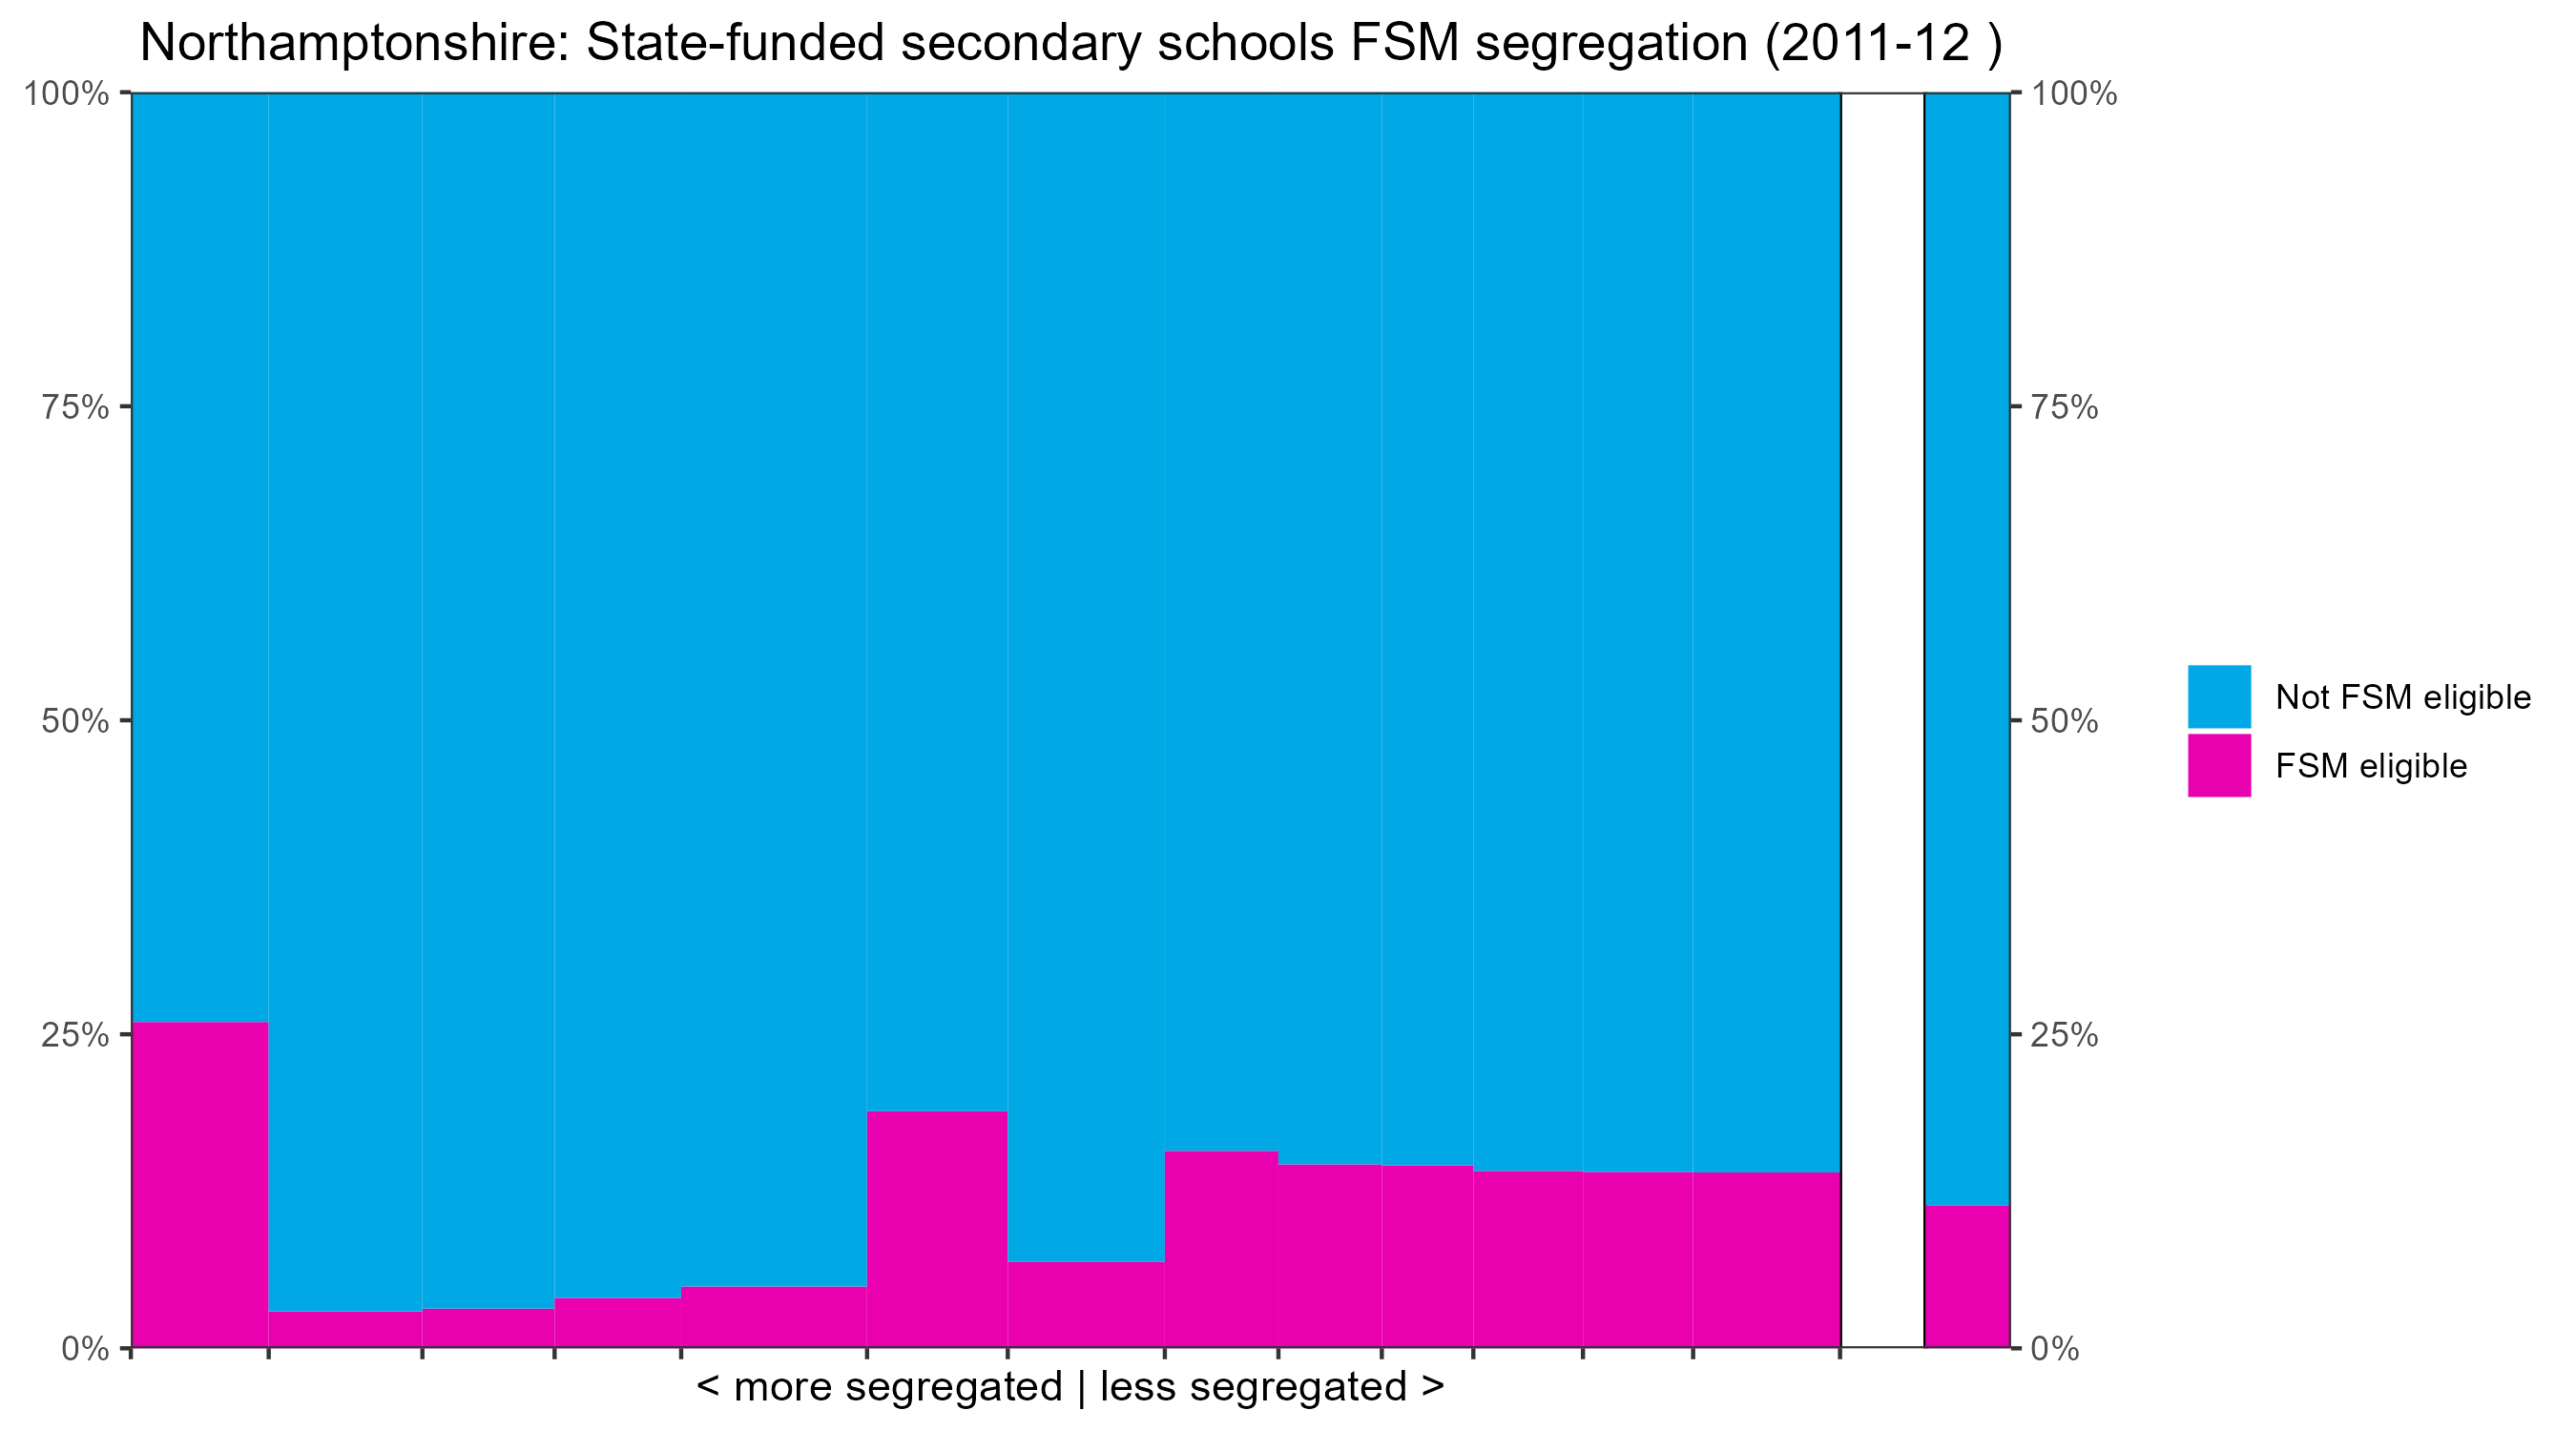 Northamptonshire: State-funded secondary schools FSM segregation (2011-12 )
100%
75%
50%
25%
0%
100%
75%
50%
25%
0%
Not FSM eligible
FSM eligible
< more segregated | less segregated >